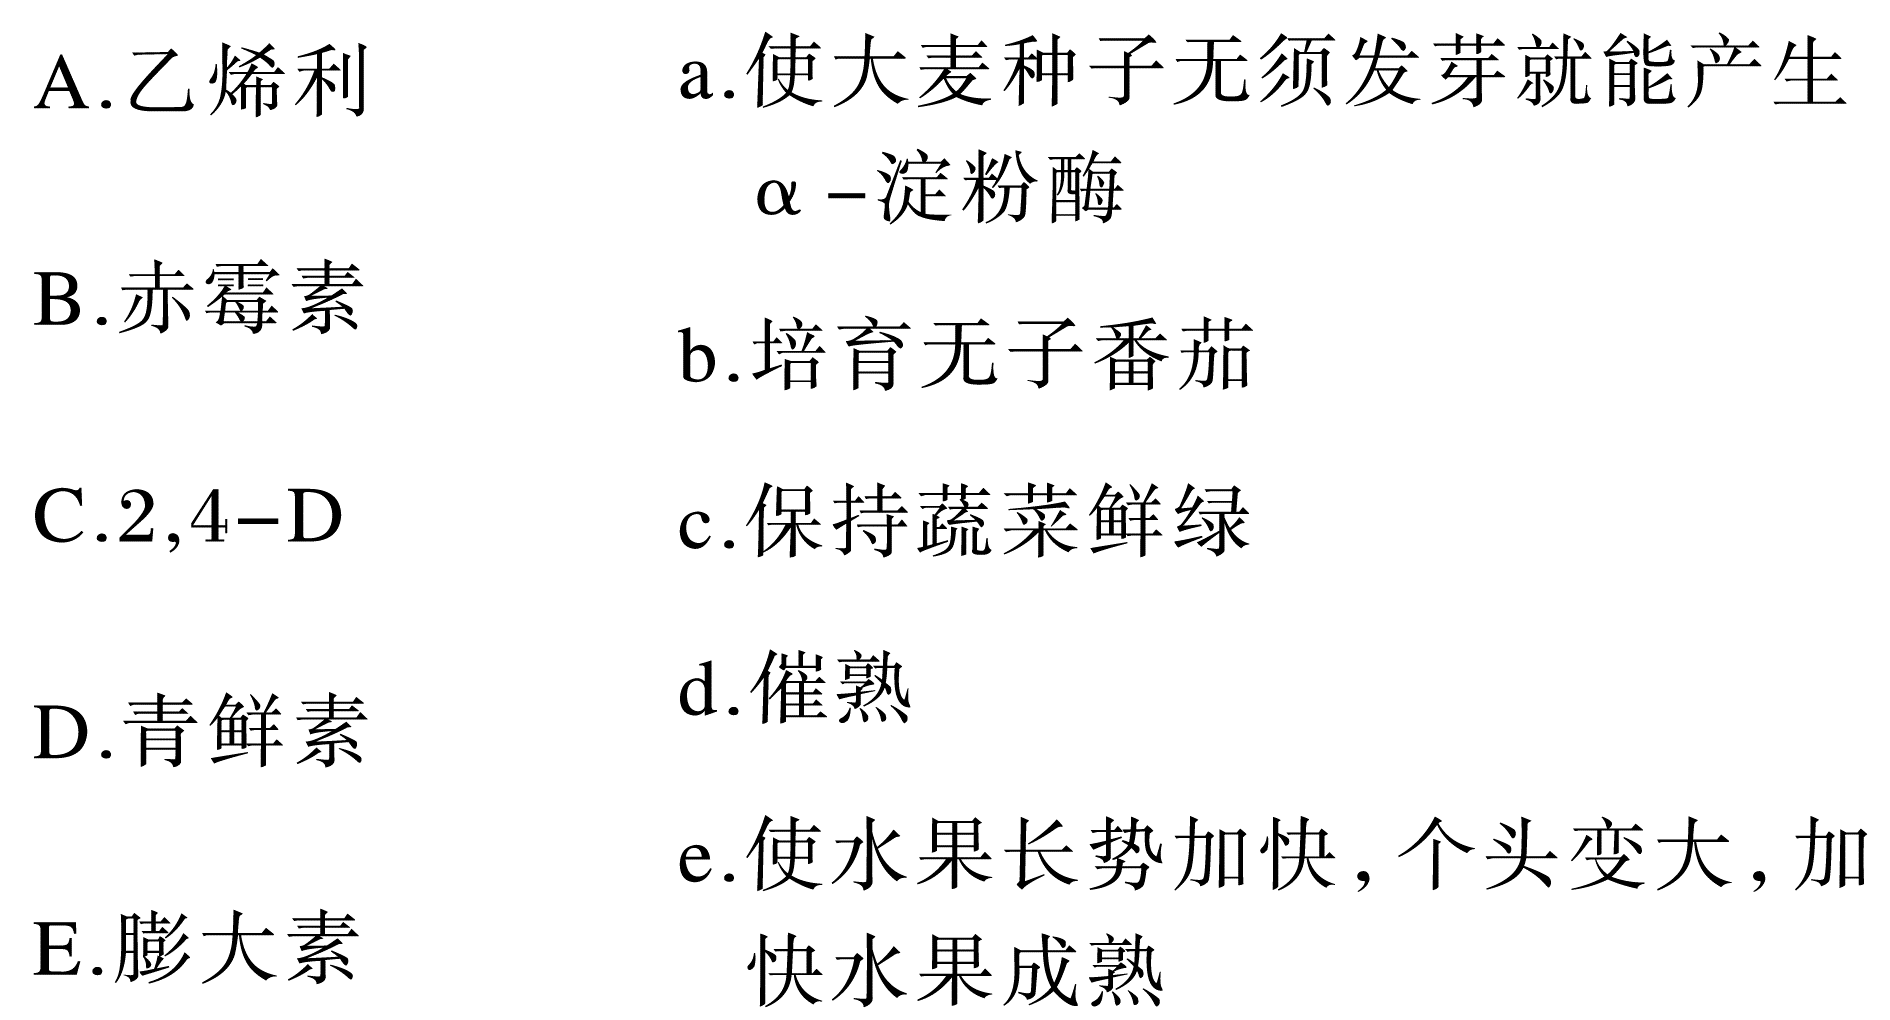 A.乙烯利
B.赤霉素
C.2,4-D
D.青鲜素
E.膨大素
a.使大麦种子无须发芽就能产生
α-淀粉酶
b.培育无子番茄
c.保持蔬菜鲜绿
d.催熟
e.使水果长势加快,个头变大,加
快水果成熟